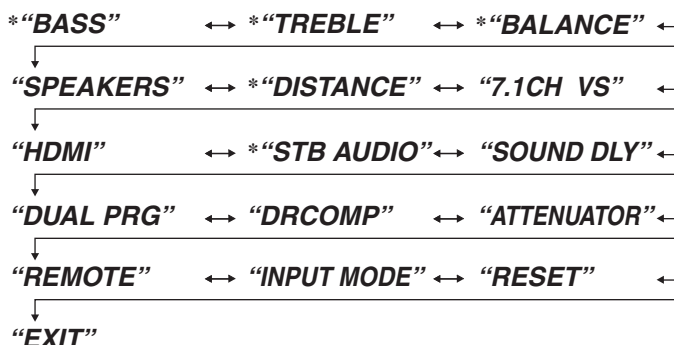 *“BASS” ↔ *“TREBLE” ↔ *“BALANCE” ←
“SPEAKERS” ↔ *“DISTANCE” ↔ “7.1CH VS” ←
“HDMI” ↔ *“STB AUDIO” ↔ “SOUND DLY” ←
“DUAL PRG” ↔ “DRCOMP” ↔ “ATTENUATOR” ←
“REMOTE” ↔ “INPUT MODE” ↔ “RESET” ←
“EXIT”